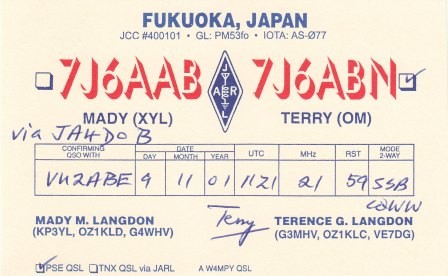 FUKUOKA, JAPAN
JCC #400101 • GL: PM53fo • IOTA: AS-Ø77
7J6AAB JARL 7J6ABN
MADY (XYL) TERRY (OM)
via JA4DOB
CONFIRMING QSO WITH DATE DAY MONTH YEAR UTC MHz RST MODE 2-WAY
VU2ABE 9 11 01 1121 21 59 SSB
CQWW
MADY M. LANGDON Terry TERENCE G. LANGDON
(KP3YL, OZ1KLD, G4WHV) (G3MHV, OZ1KLC, VE7DG)
PSE QSL TNX QSL via JARL A W4MPY QSL